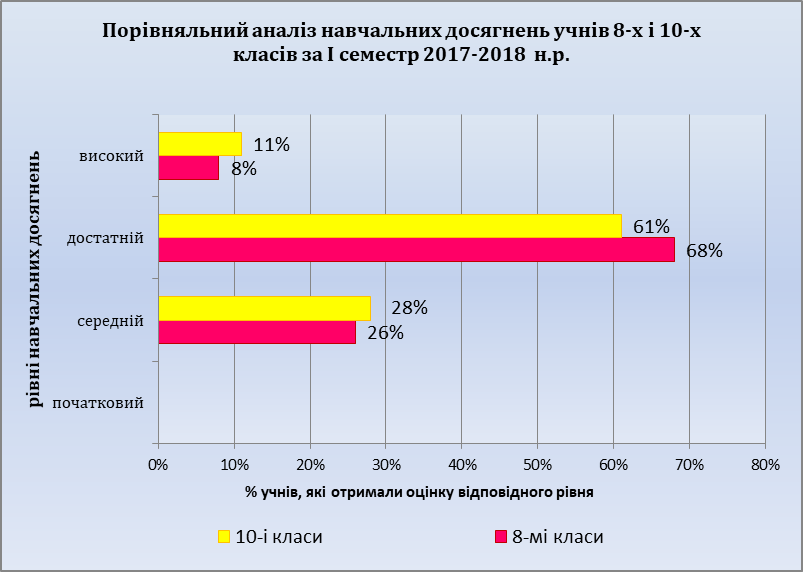 Порівняльний аналіз навчальних досягнень учнів 8-х і 10-х
класів за І семестр 2017-2018 н.р.
рівні навчальних досягнень
високий
11%
8%
достатній
61%
68%
середній
28%
26%
початковий
0% 10% 20% 30% 40% 50% 60% 70% 80%
% учнів, які отримали оцінку відповідного рівня
10-і класи 8-мі класи